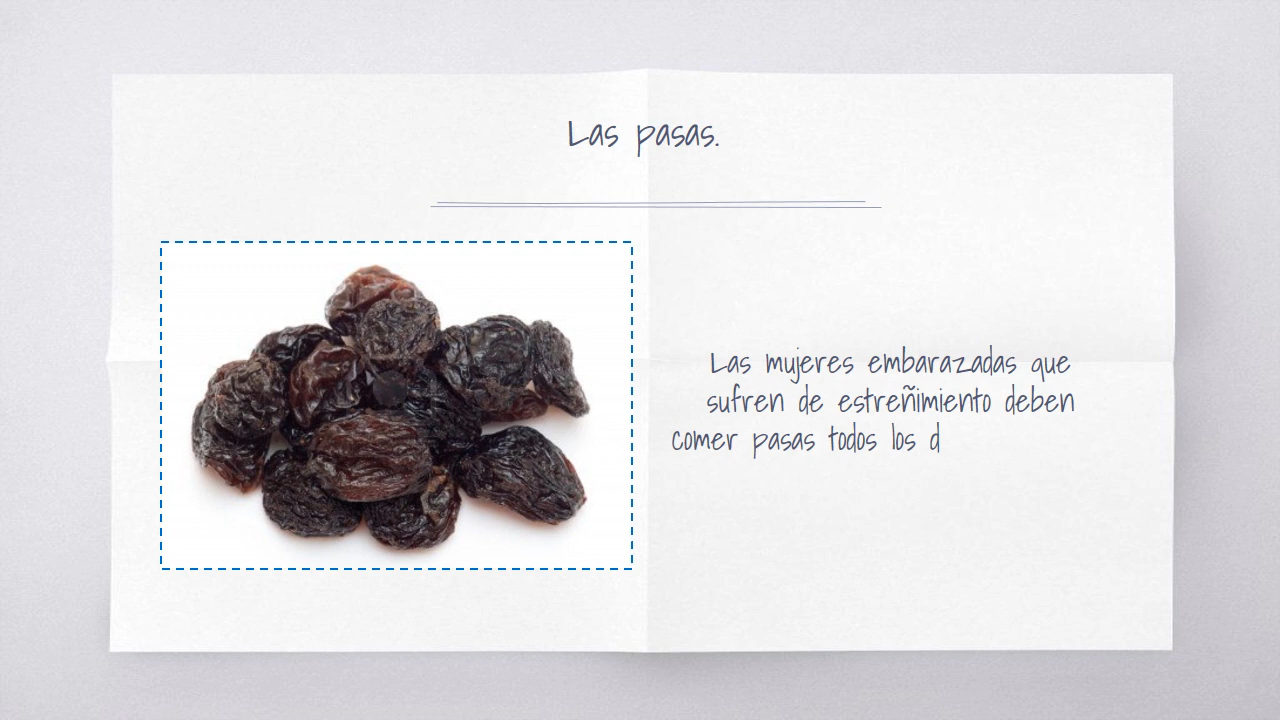 Las pasas.
Las mujeres embarazadas que
sufren de estreñimiento deben
comer pasas todos los d